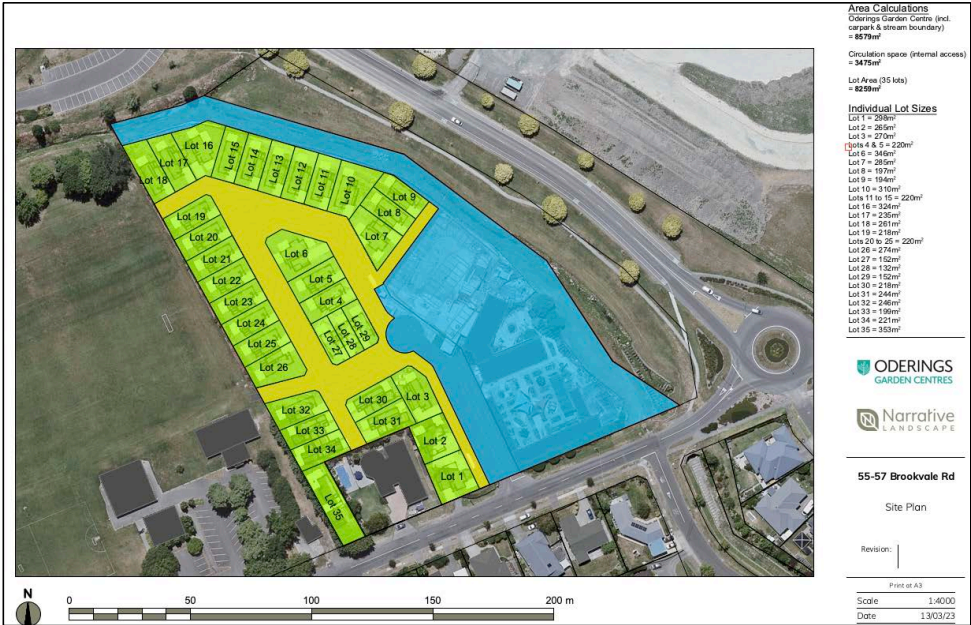 Area Calculations
Oderings Garden Centre (incl.
carpark & stream boundary)
= 8579m²
Circulation space (internal access)
= 3475m²
Lot Area (35 lots)
= 8259m²
Individual Lot Sizes
Lot 1 = 298m²
Lot 2 = 265m²
Lot 3 = 270m²
Lots 4 & 5 = 220m²
Lot 6 = 346m²
Lot 7 = 285m²
Lot 8 = 197m²
Lot 9 = 194m²
Lot 10 = 310m²
Lots 11 to 15 = 220m²
Lot 16 = 324m²
Lot 17 = 235m²
Lot 18 = 261m²
Lot 19 = 218m²
Lots 20 to 25 = 220m²
Lot 26 = 274m²
Lot 27 = 152m²
Lot 28 = 132m²
Lot 29 = 152m²
Lot 30 = 218m²
Lot 31 = 244m²
Lot 32 = 246m²
Lot 33 = 199m²
Lot 34 = 221m²
Lot 35 = 353m²
ODERINGS
GARDEN CENTRES
Narrative
LANDSCAPE
55-57 Brookvale Rd
Site Plan
Revision:
Print at A3
Scale 1:4000
Date 13/03/23
Lot 16
Lot 17
Lot 18
Lot 15
Lot 14
Lot 13
Lot 12
Lot 11
Lot 10
Lot 9
Lot 8
Lot 7
Lot 19
Lot 20
Lot 21
Lot 22
Lot 23
Lot 24
Lot 25
Lot 26
Lot 6
Lot 5
Lot 4
Lot 29
Lot 28
Lot 27
Lot 30
Lot 31
Lot 3
Lot 2
Lot 1
Lot 32
Lot 33
Lot 34
Lot 35
N
0 50 100 150 200 m